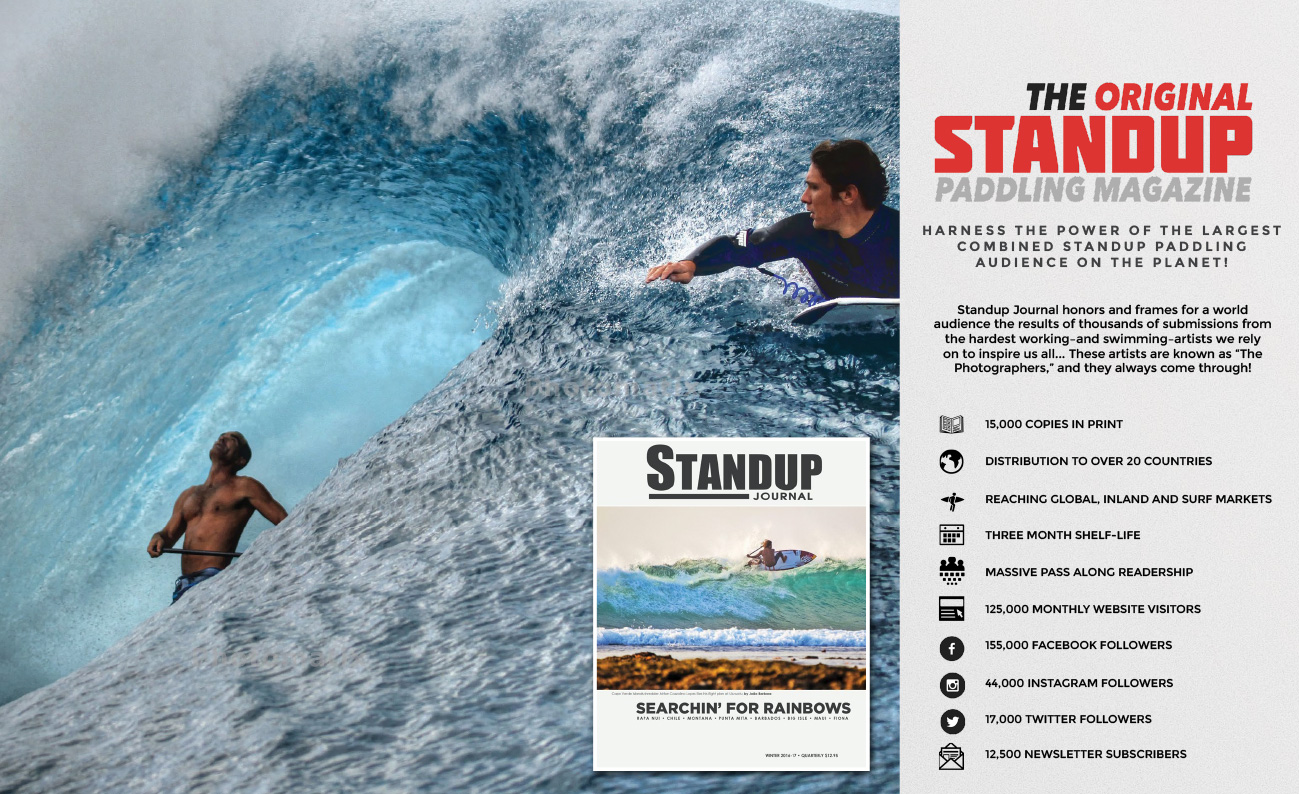 THE ORIGINAL
STANDUP
PADDLING MAGAZINE
HARNESS THE POWER OF THE LARGEST
COMBINED STANDUP PADDLING
AUDIENCE ON THE PLANET!
Standup Journal honors and frames for a world
audience the results of thousands of submissions from
the hardest working–and swimming–artists we rely
on to inspire us all... These artists are known as “The
Photographers,” and they always come through!
15,000 COPIES IN PRINT
DISTRIBUTION TO OVER 20 COUNTRIES
REACHING GLOBAL, INLAND AND SURF MARKETS
THREE MONTH SHELF-LIFE
MASSIVE PASS ALONG READERSHIP
125,000 MONTHLY WEBSITE VISITORS
155,000 FACEBOOK FOLLOWERS
44,000 INSTAGRAM FOLLOWERS
17,000 TWITTER FOLLOWERS
12,500 NEWSLETTER SUBSCRIBERS
STANDUP
JOURNAL
SEARCHIN’ FOR RAINBOWS
RAPA NUI • CHILE • MONTANA • PUNTA MITA • BARBADOS • BIG ISLE • MAUI • FIONA
WINTER 2016-17 • QUARTERLY $12.95